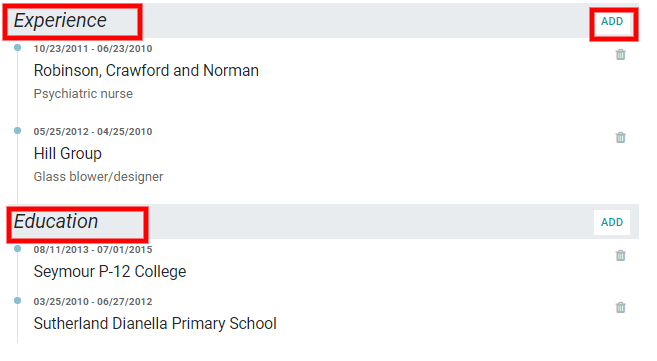 Experience ADD
10/23/2011 - 06/23/2010
Robinson, Crawford and Norman
Psychiatric nurse
05/25/2012 - 04/25/2010
Hill Group
Glass blower/designer
Education ADD
08/11/2013 - 07/01/2015
Seymour P-12 College
03/25/2010 - 06/27/2012
Sutherland Dianella Primary School